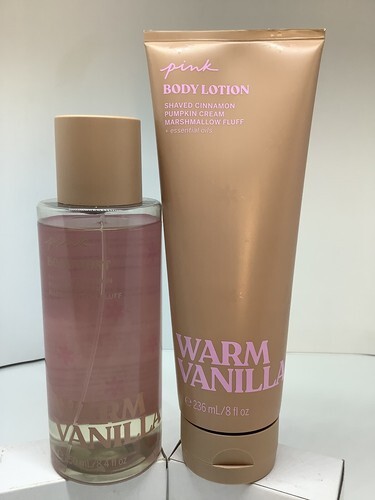 pink
BODY LOTION
SHAVED CINNAMON
PUMPKIN CREAM
MARSHMALLOW FLUFF
+ essential oils
WARM
VANILLA
℮ 236 mL/8 fl oz
WARM
VANILLA